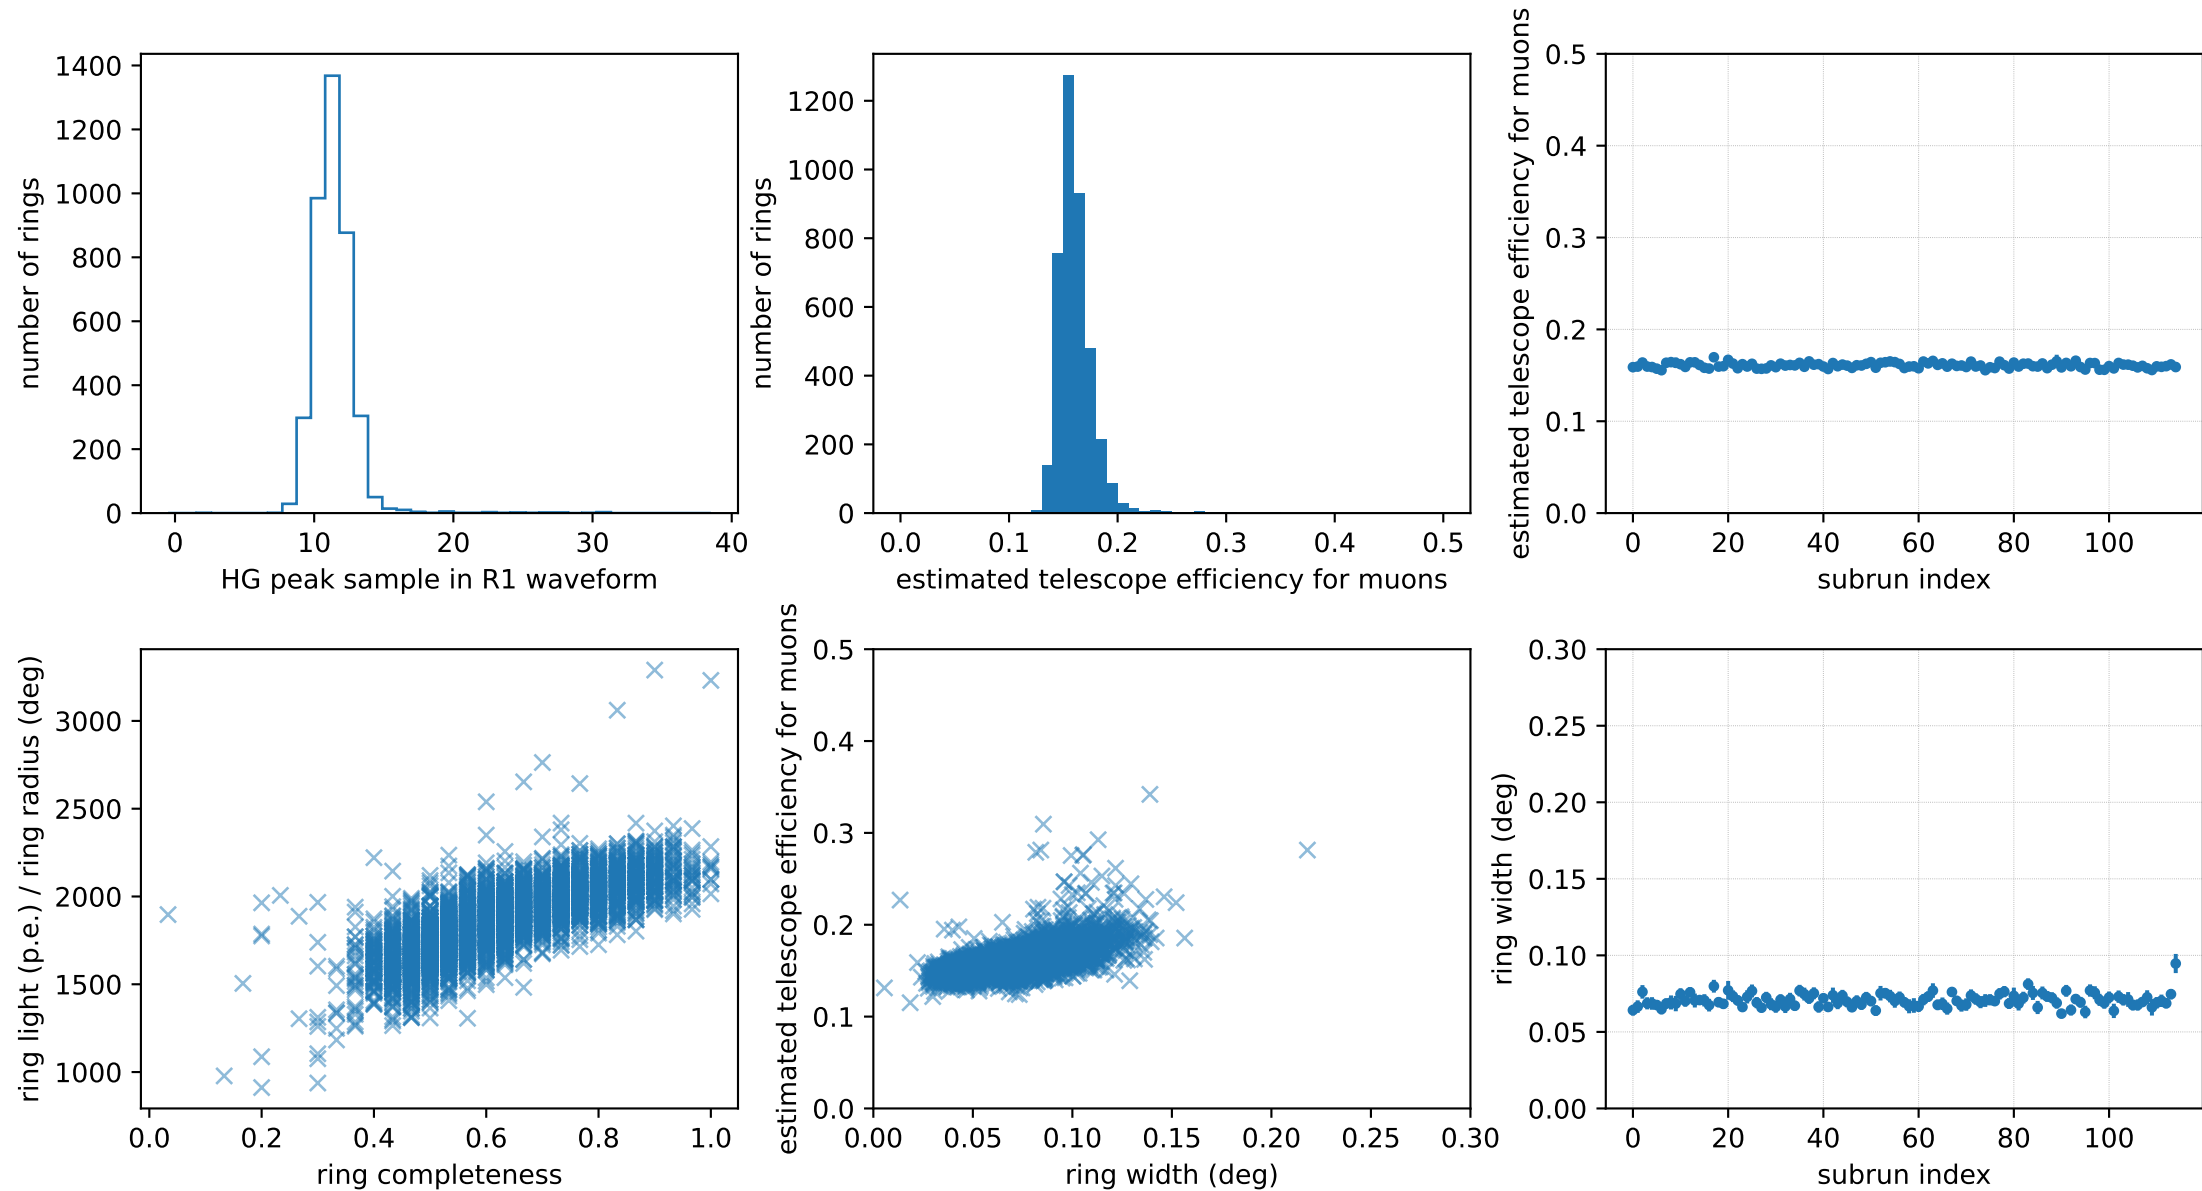 1400
1200
1000
800
600
400
200
0
number of rings
0 10 20 30 40
HG peak sample in R1 waveform
1200
1000
800
600
400
200
0
number of rings
0.0 0.1 0.2 0.3 0.4 0.5
estimated telescope efficiency for muons
0.5
0.4
0.3
0.2
0.1
0.0
estimated telescope efficiency for muons
0 20 40 60 80 100
subrun index
3000
2500
2000
1500
1000
ring light (p.e.) / ring radius (deg)
0.0 0.2 0.4 0.6 0.8 1.0
ring completeness
0.5
0.4
0.3
0.2
0.1
0.0
estimated telescope efficiency for muons
0.00 0.05 0.10 0.15 0.20 0.25 0.30
ring width (deg)
0.30
0.25
0.20
0.15
0.10
0.05
0.00
ring width (deg)
0 20 40 60 80 100
subrun index